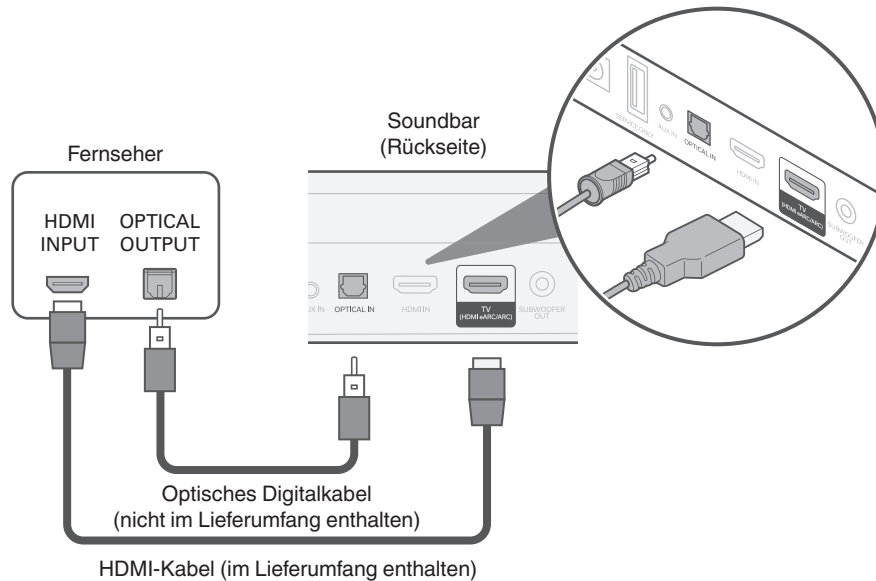 Soundbar
(Rückseite)
Fernseher
HDMI
INPUT
OPTICAL
OUTPUT
SERVICE ONLY
AUX IN
OPTICAL IN
HDMI IN
TV
(HDMI eARC/ARC)
SUBWOOFER
OUT
UX IN
OPTICAL IN
HDMI IN
TV
(HDMI eARC/ARC)
SUBWOOFER
OUT
Optisches Digitalkabel
(nicht im Lieferumfang enthalten)
HDMI-Kabel (im Lieferumfang enthalten)